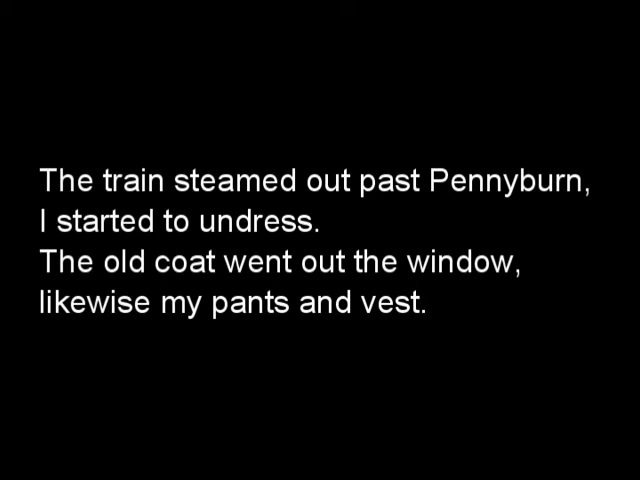 The train steamed out past Pennyburn,
I started to undress.
The old coat went out the window,
likewise my pants and vest.